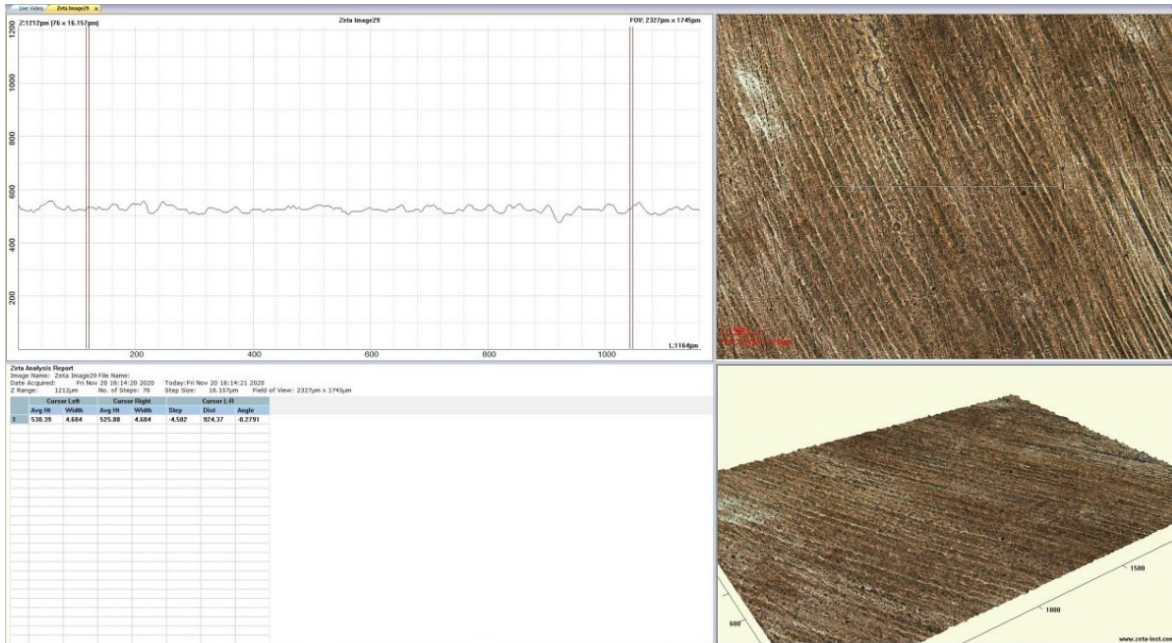 Live Video Zeta Image29
Z:1212µm (76 x 16.157µm) Zeta Image29 FOV: 2327µm x 1745µm
1200
1000
800
600
400
200
200 400 600 800 1000
L:1164µm
Zeta Analysis Report
Image Name: Zeta Image29 File Name:
Date Acquired: Fri Nov 20 16:14:20 2020 Today: Fri Nov 20 16:14:21 2020
Z Range: 1212µm No. of Steps: 76 Step Size: 16.157µm Field of View: 2327µm x 1745µm
Cursor Left Cursor Right Cursor L-R
Avg Ht Width Avg Ht Width Step Dist Angle
1 4.684 525.88 4.684 -4.502 924.37 -0.2791
600 1000 1500
www.zeta-inst.com